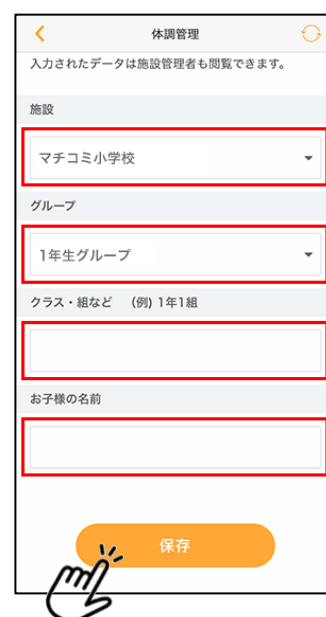 体調管理
入力されたデータは施設管理者も閲覧できます。
施設
マチコミ小学校
グループ
1年生グループ
クラス・組など　(例) 1年1組
お子様の名前
保存